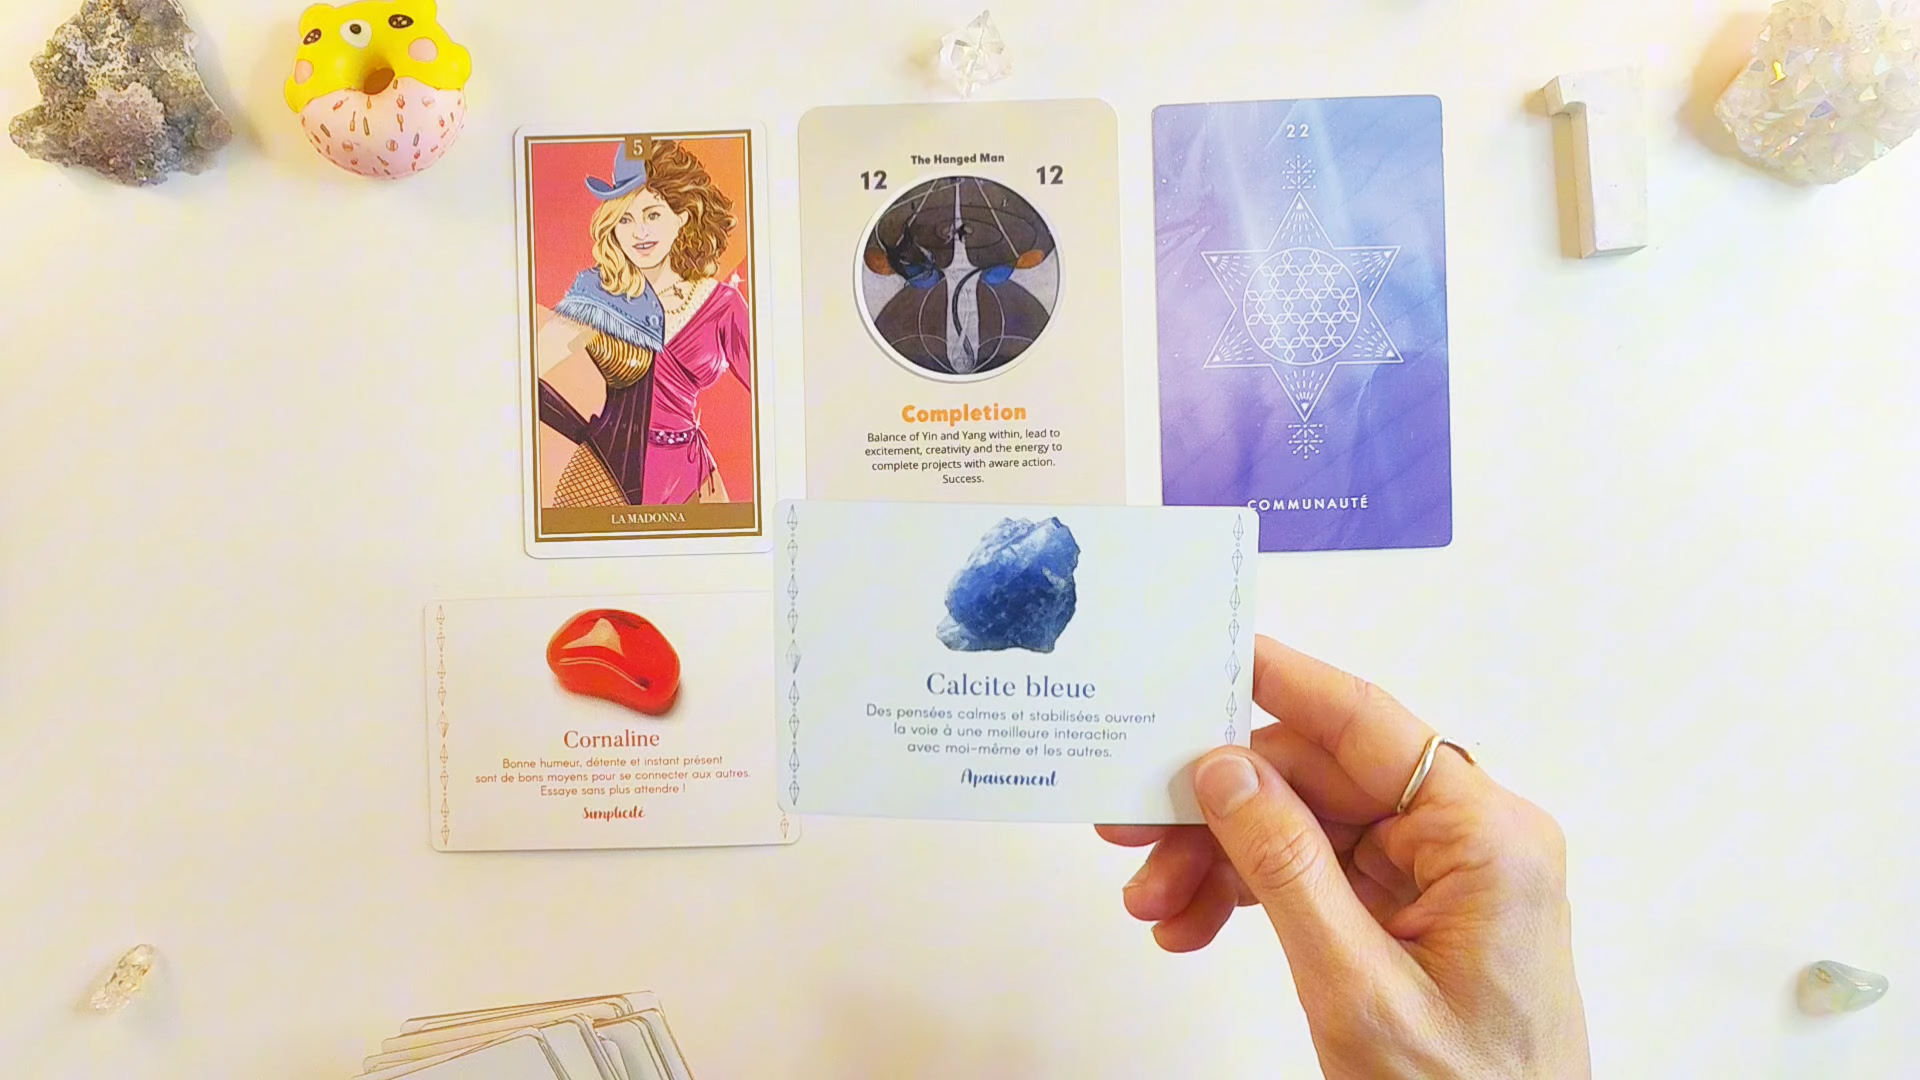 5
LA MADONNA
The Hanged Man
12
12
Completion
Balance of Yin and Yang within, lead to
excitement, creativity and the energy to
complete projects with aware action.
Success.
22
COMMUNAUTÉ
1
Cornaline
Bonne humeur, détente et instant présent
sont de bons moyens pour se connecter aux autres.
Essaye sans plus attendre !
Simplicité
Calcite bleue
Des pensées calmes et stabilisées ouvrent
la voie à une meilleure interaction
avec moi-même et les autres.
Apaisement